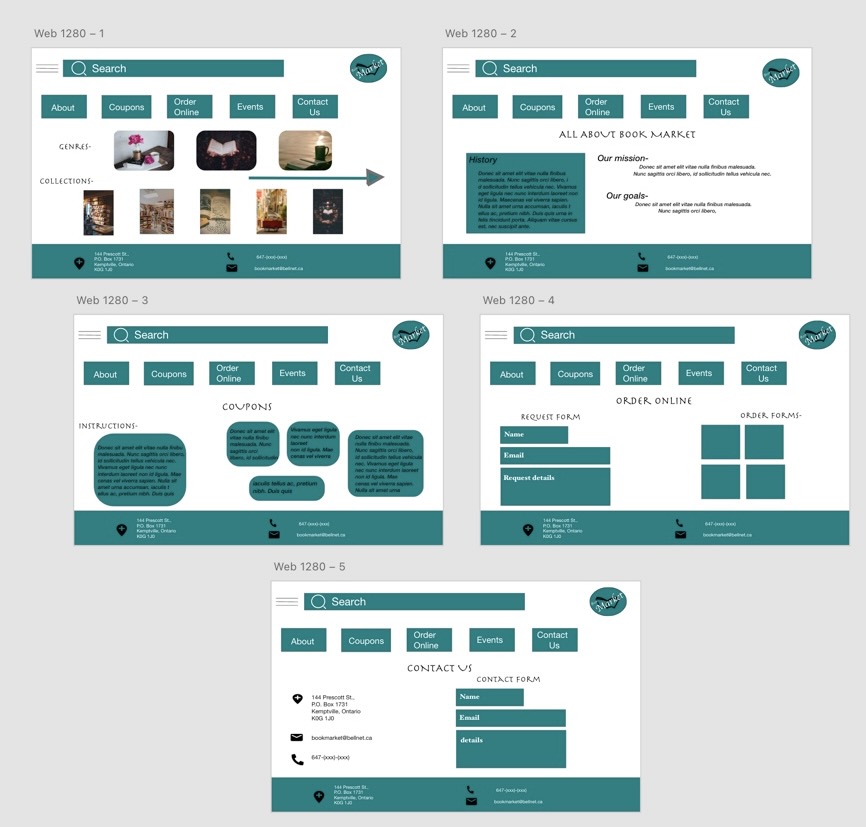 Web 1280 – 1
Search
Market
About
Coupons
Order
Online
Events
Contact
Us
GENRES-
COLLECTIONS-
144 Prescott St.,
P.O. Box 1731
Kemptville, Ontario
K0G 1J0
647-(xxx)-(xxx)
bookmarket@bellnet.ca
Web 1280 – 2
Search
Market
About
Coupons
Order
Online
Events
Contact
Us
ALL ABOUT BOOK MARKET
History
Donec sit amet elit vitae nulla finibus
malesuada. Nunc sagittis orci libero, i
d sollicitudin tellus vehicula nec. Vivamus
eget ligula nec nunc interdum laoreet non
id ligula. Maecenas vel viverra sapien.
Sit amet urna accumsan, iaculis t
ellus ac, pretium nibh. Duis quis urna in
felis tincidunt porta. Aliquam vitae cursus
est, nec suscipit ante.
Our mission-
Donec sit amet elit vitae nulla finibus malesuada.
Nunc sagittis orci libero, id sollicitudin tellus vehicula nec.
Our goals-
Donec sit amet elit vitae nulla finibus malesuada.
Nunc sagittis orci libero,
144 Prescott St.,
P.O. Box 1731
Kemptville, Ontario
K0G 1J0
647-(xxx)-(xxx)
bookmarket@bellnet.ca
Web 1280 – 3
Search
Market
About
Coupons
Order
Online
Events
Contact
Us
COUPONS
INSTRUCTIONS-
Donec sit amet elit vitae nulla finibus
malesuada. Nunc sagittis orci libero,
id sollicitudin tellus vehicula nec.
Vivamus eget ligula nec nunc
interdum laoreet non id ligula. Mae
cenas vel viverra sapien. Sit
amet urna accumsan, iaculis t
ellus ac, pretium nibh. Duis quis
Donec sit amet elit
vitae nulla finibu
malesuada. Nunc
sagittis orci
libero, id sollicitudin
Vivamus eget ligula
nec nunc interdum
laoreet
non id ligula. Mae
cenas vel viverra
iaculis tellus ac, pretium
nibh. Duis quis
Donec sit amet elit
vitae nulla finibus
malesuada. Nunc
sagittis orci libero,
Vivamus eget ligula
nec nunc interdum
laoreet non id
ligula. Maecenas
vel viverra sapien.
Nulla sit amet urna
144 Prescott St.,
P.O. Box 1731
Kemptville, Ontario
K0G 1J0
647-(xxx)-(xxx)
bookmarket@bellnet.ca
Web 1280 – 4
Search
Market
About
Coupons
Order
Online
Events
Contact
Us
ORDER ONLINE
REQUEST FORM
Name
Email
Request details
ORDER FORMS-
144 Prescott St.,
P.O. Box 1731
Kemptville, Ontario
K0G 1J0
647-(xxx)-(xxx)
bookmarket@bellnet.ca
Web 1280 – 5
Search
Market
About
Coupons
Order
Online
Events
Contact
Us
CONTACT US
144 Prescott St.,
P.O. Box 1731
Kemptville, Ontario
K0G 1J0
bookmarket@bellnet.ca
647-(xxx)-(xxx)
CONTACT FORM
Name
Email
details
144 Prescott St.,
P.O. Box 1731
Kemptville, Ontario
K0G 1J0
647-(xxx)-(xxx)
bookmarket@bellnet.ca